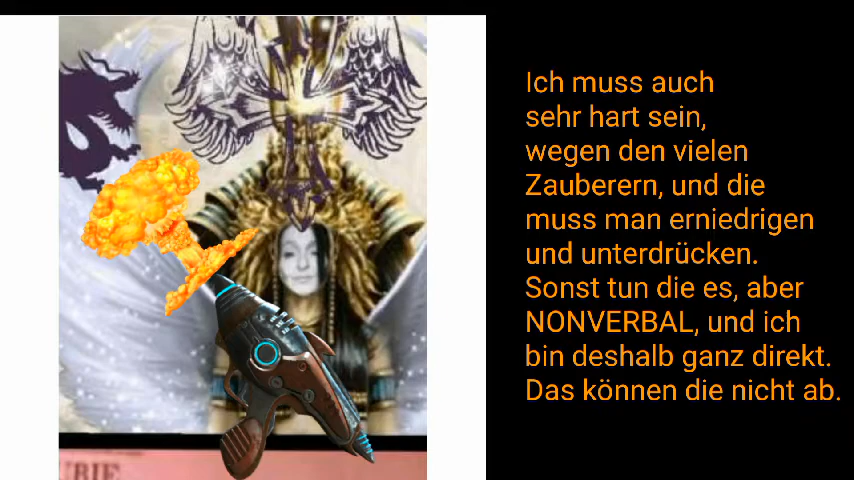 Ich muss auch
sehr hart sein,
wegen den vielen
Zauberern, und die
muss man erniedrigen
und unterdrücken.
Sonst tun die es, aber
NONVERBAL, und ich
bin deshalb ganz direkt.
Das können die nicht ab.